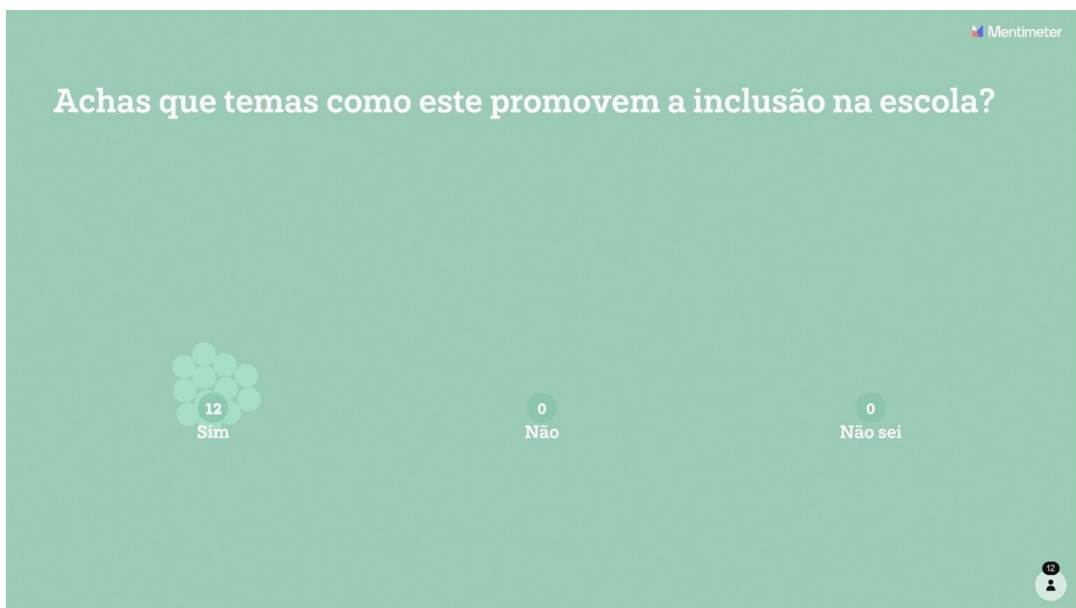 Mentimeter
Achas que temas como este promovem a inclusão na escola?
12
Sim
0
Não
0
Não sei
12